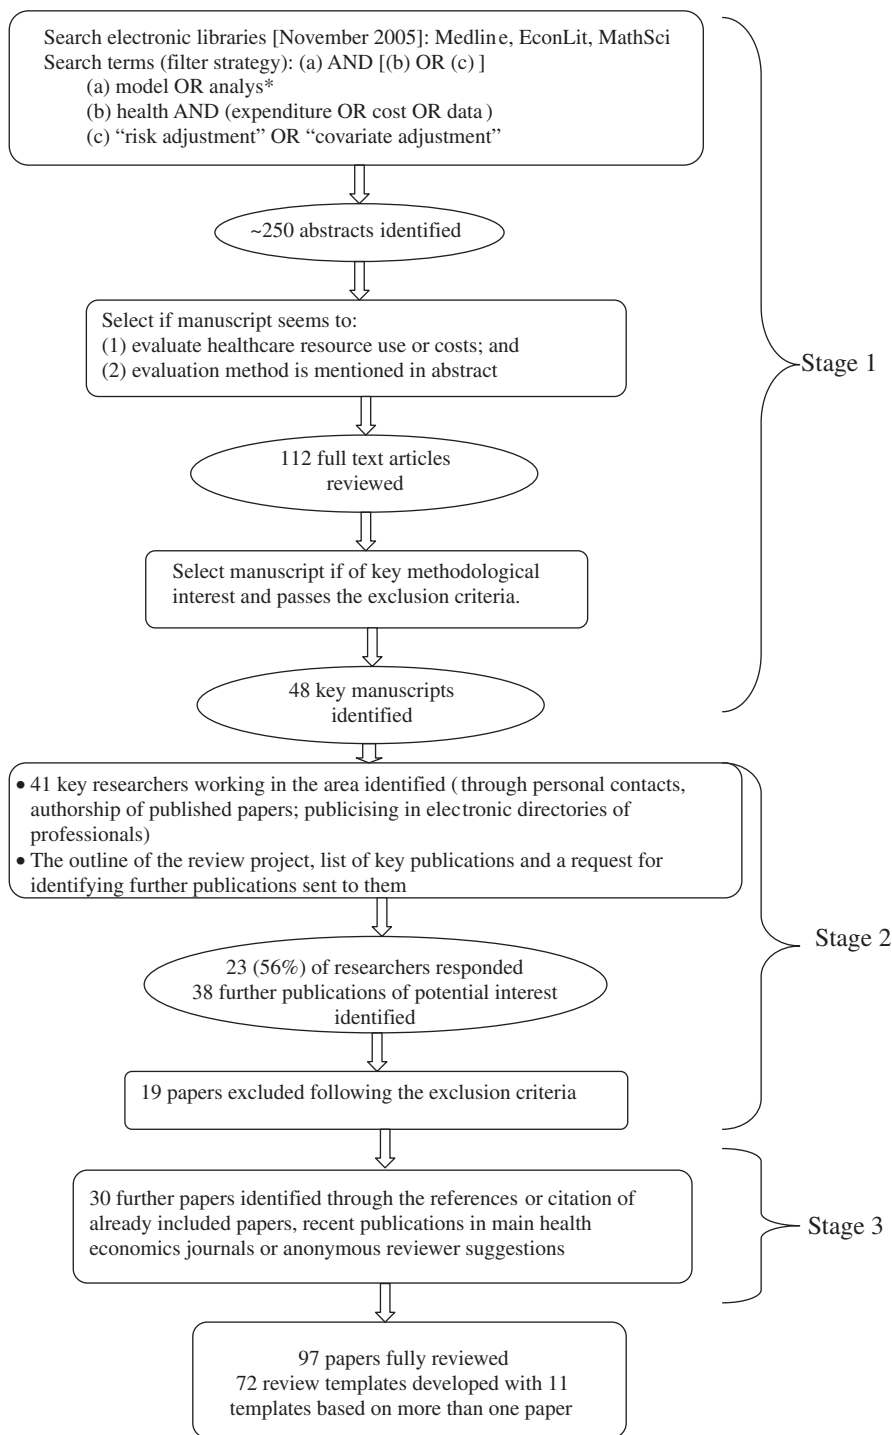 Search electronic libraries [November 2005]: Medline, EconLit, MathSci
Search terms (filter strategy): (a) AND [(b) OR (c) ]
(a) model OR analys*
(b) health AND (expenditure OR cost OR data)
(c) “risk adjustment” OR “covariate adjustment”
~250 abstracts identified
Select if manuscript seems to:
(1) evaluate healthcare resource use or costs; and
(2) evaluation method is mentioned in abstract
Stage 1
112 full text articles
reviewed
Select manuscript if of key methodological
interest and passes the exclusion criteria.
48 key manuscripts
identified
• 41 key researchers working in the area identified (through personal contacts,
authorship of published papers; publicising in electronic directories of
professionals)
• The outline of the review project, list of key publications and a request for
identifying further publications sent to them
Stage 2
23 (56%) of researchers responded
38 further publications of potential interest
identified
19 papers excluded following the exclusion criteria
30 further papers identified through the references or citation of
already included papers, recent publications in main health
economics journals or anonymous reviewer suggestions
Stage 3
97 papers fully reviewed
72 review templates developed with 11
templates based on more than one paper